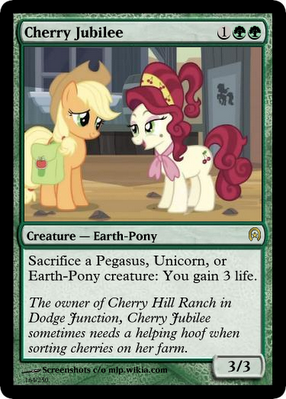 Cherry Jubilee 1
Creature — Earth-Pony
Sacrifice a Pegasus, Unicorn, or
Earth-Pony creature: You gain 3 life.
The owner of Cherry Hill Ranch in
Dodge Junction, Cherry Jubilee
sometimes needs a helping hoof when
sorting cherries on her farm.
3/3
Screenshots c/o mlp.wikia.com